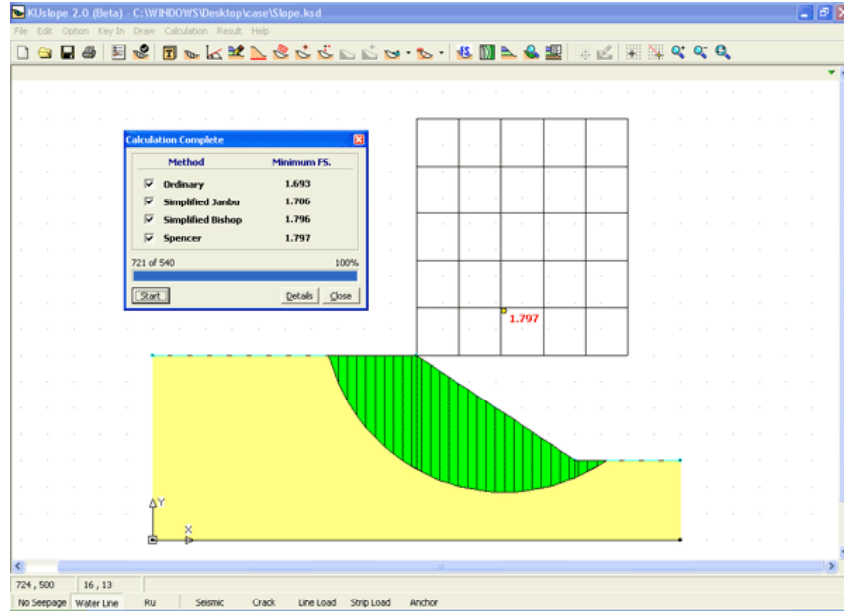 KUslope 2.0 (Beta) - C:\WINDOWS\Desktop\case\Slope.ksd
File Edit Option Key In Draw Calculation Result Help
Calculation Complete
Method Minimum FS.
Ordinary 1.693
Simplified Janbu 1.706
Simplified Bishop 1.796
Spencer 1.797
721 of 540 100%
Start Details Close
1.797
Y
X
724 , 500 16 , 13
No Seepage Water Line Ru Seismic Crack Line Load Strip Load Anchor